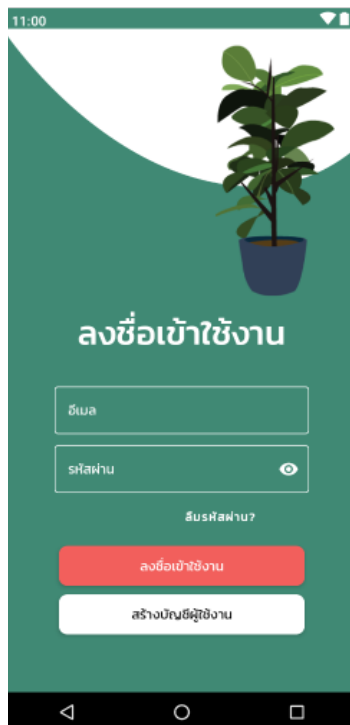 11:00
ลงชื่อเข้าใช้งาน
อีเมล
รหัสผ่าน
ลืมรหัสผ่าน?
ลงชื่อเข้าใช้งาน
สร้างบัญชีผู้ใช้งาน